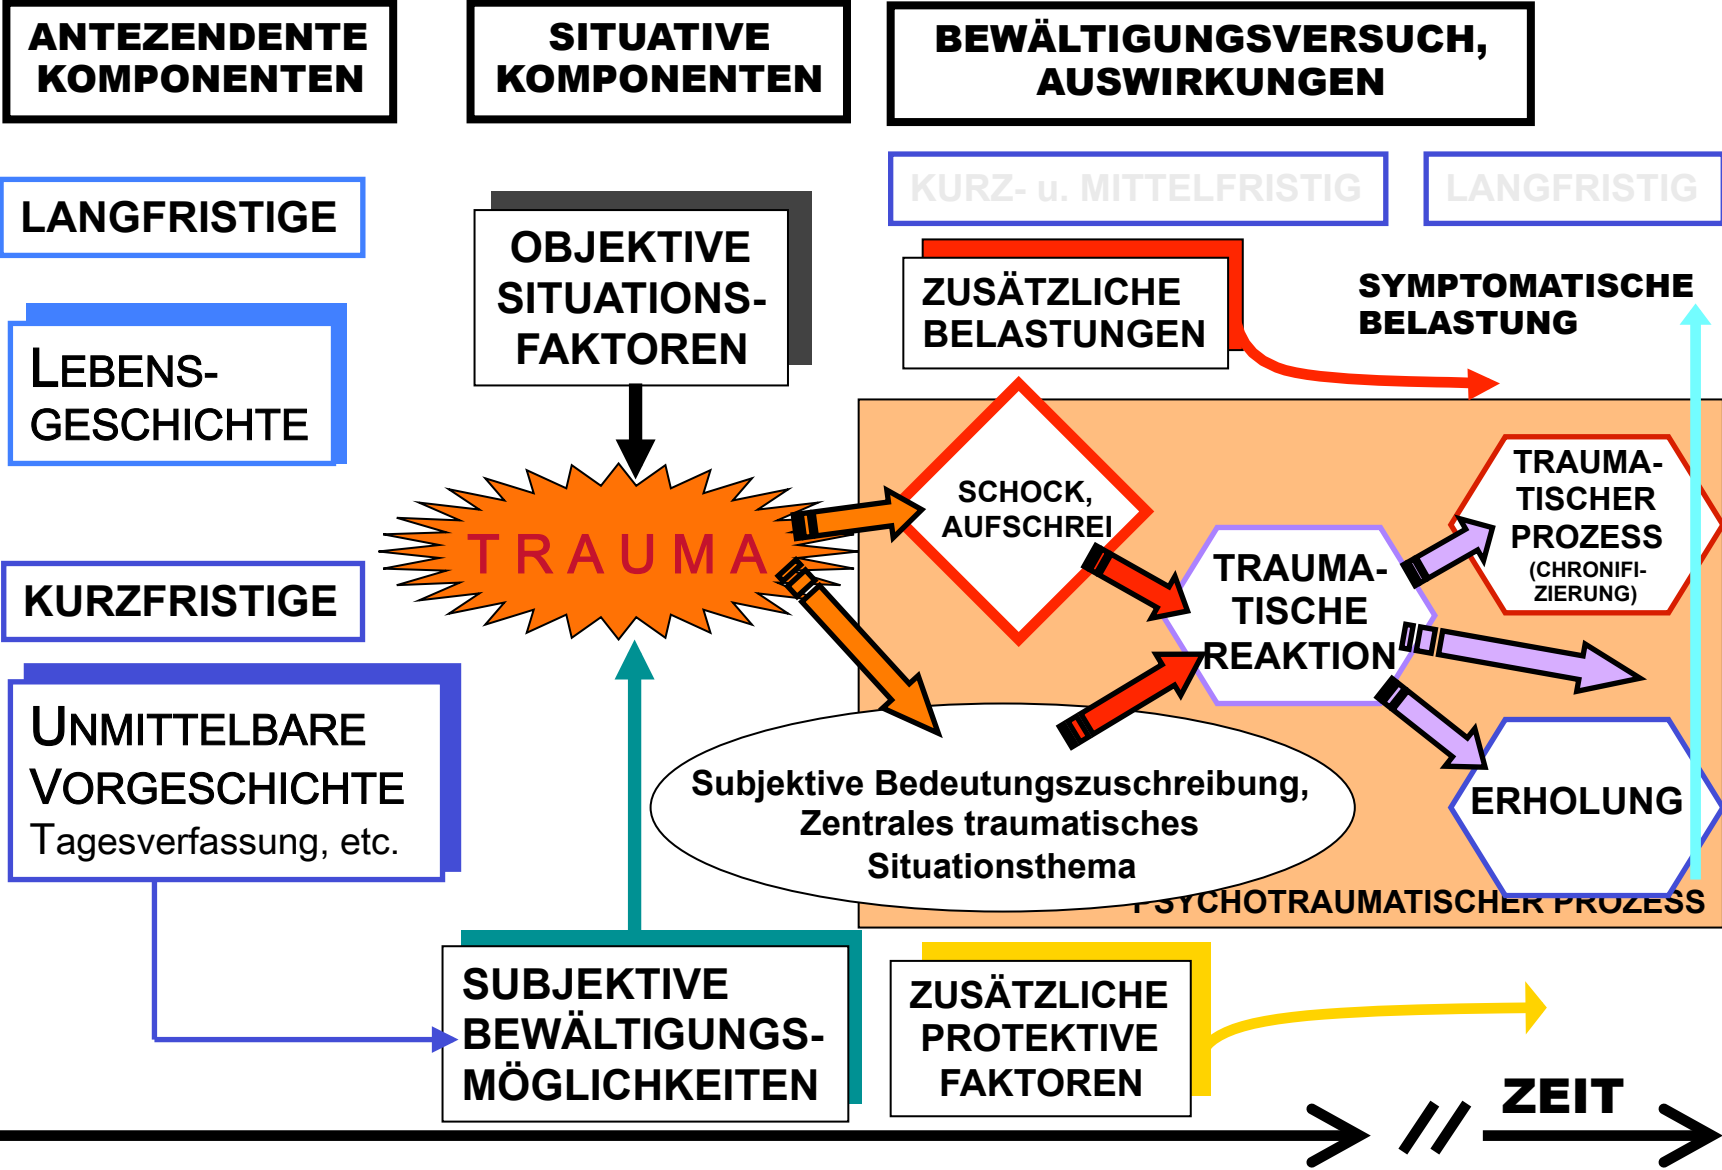 ANTEZENDENTE
KOMPONENTEN
SITUATIVE
KOMPONENTEN
BEWÄLTIGUNGSVERSUCH,
AUSWIRKUNGEN
KURZ- u. MITTELFRISTIG
LANGFRISTIG
LANGFRISTIGE
LEBENS-
GESCHICHTE
KURZFRISTIGE
UNMITTELBARE
VORGESCHICHTE
Tagesverfassung, etc.
OBJEKTIVE
SITUATIONS-
FAKTOREN
TRAUMA
SUBJEKTIVE
BEWÄLTIGUNGS-
MÖGLICHKEITEN
ZUSÄTZLICHE
BELASTUNGEN
SYMPTOMATISCHE
BELASTUNG
SCHOCK,
AUFSCHREI
TRAUMA-
TISCHE
REAKTION
TRAUMA-
TISCHER
PROZESS
(CHRONIFI-
ZIERUNG)
ERHOLUNG
Subjektive Bedeutungszuschreibung,
Zentrales traumatisches
Situationsthema
PSYCHOTRAUMATISCHER PROZESS
ZUSÄTZLICHE
PROTEKTIVE
FAKTOREN
ZEIT